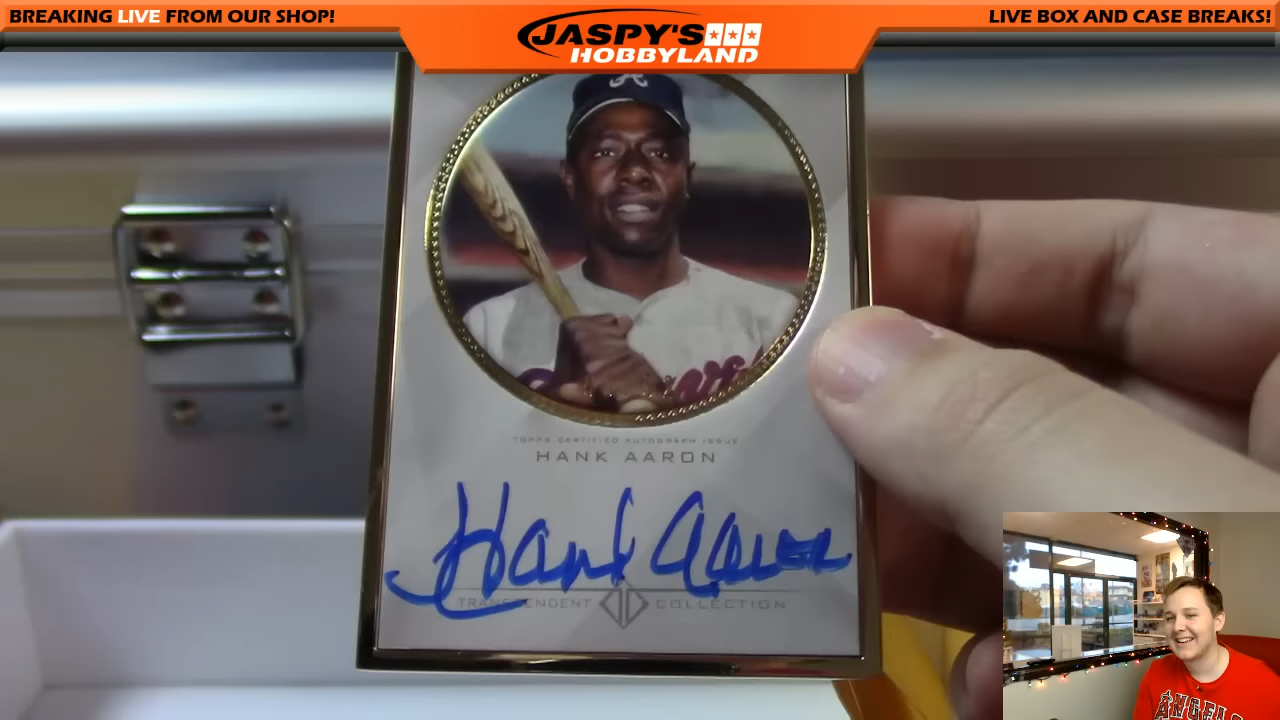 BREAKING LIVE FROM OUR SHOP!
JASPY'S
HOBBYLAND
LIVE BOX AND CASE BREAKS!
A
Braves
TOPPS CERTIFIED AUTOGRAPH ISSUE
HANK AARON
Hank Aaron
TRANSCENDENT COLLECTION
ANGELS